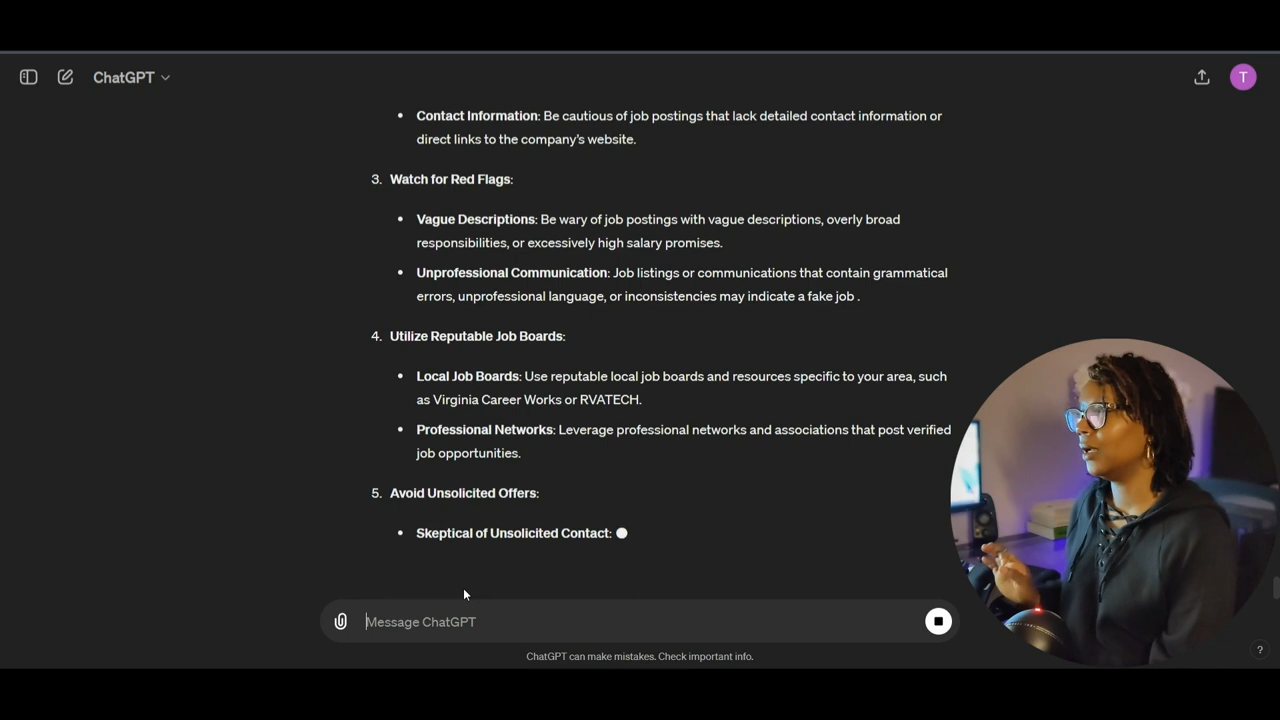 ChatGPT
T
• Contact Information: Be cautious of job postings that lack detailed contact information or
direct links to the company's website.
3. Watch for Red Flags:
• Vague Descriptions: Be wary of job postings with vague descriptions, overly broad
responsibilities, or excessively high salary promises.
• Unprofessional Communication: Job listings or communications that contain grammatical
errors, unprofessional language, or inconsistencies may indicate a fake job .
4. Utilize Reputable Job Boards:
• Local Job Boards: Use reputable local job boards and resources specific to your area, such
as Virginia Career Works or RVATECH.
• Professional Networks: Leverage professional networks and associations that post verified
job opportunities.
5. Avoid Unsolicited Offers:
• Skeptical of Unsolicited Contact:
Message ChatGPT
ChatGPT can make mistakes. Check important info.
?